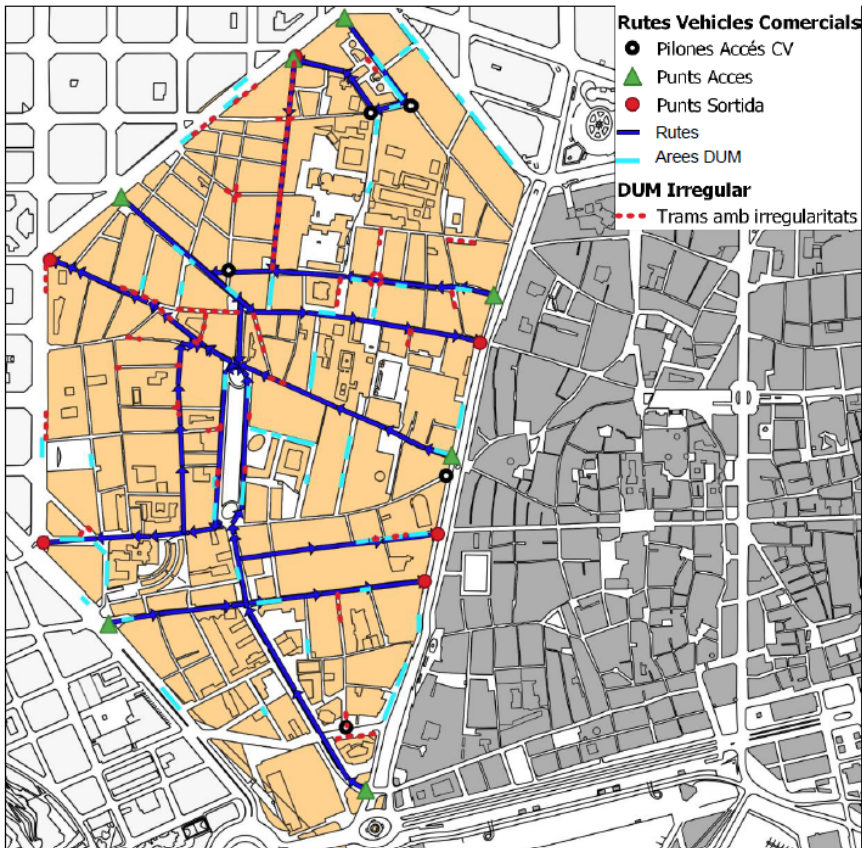 Rutes Vehicles Comercials
Pilones Accés CV
Punts Acces
Punts Sortida
Rutes
Arees DUM
DUM Irregular
Trams amb irregularitats